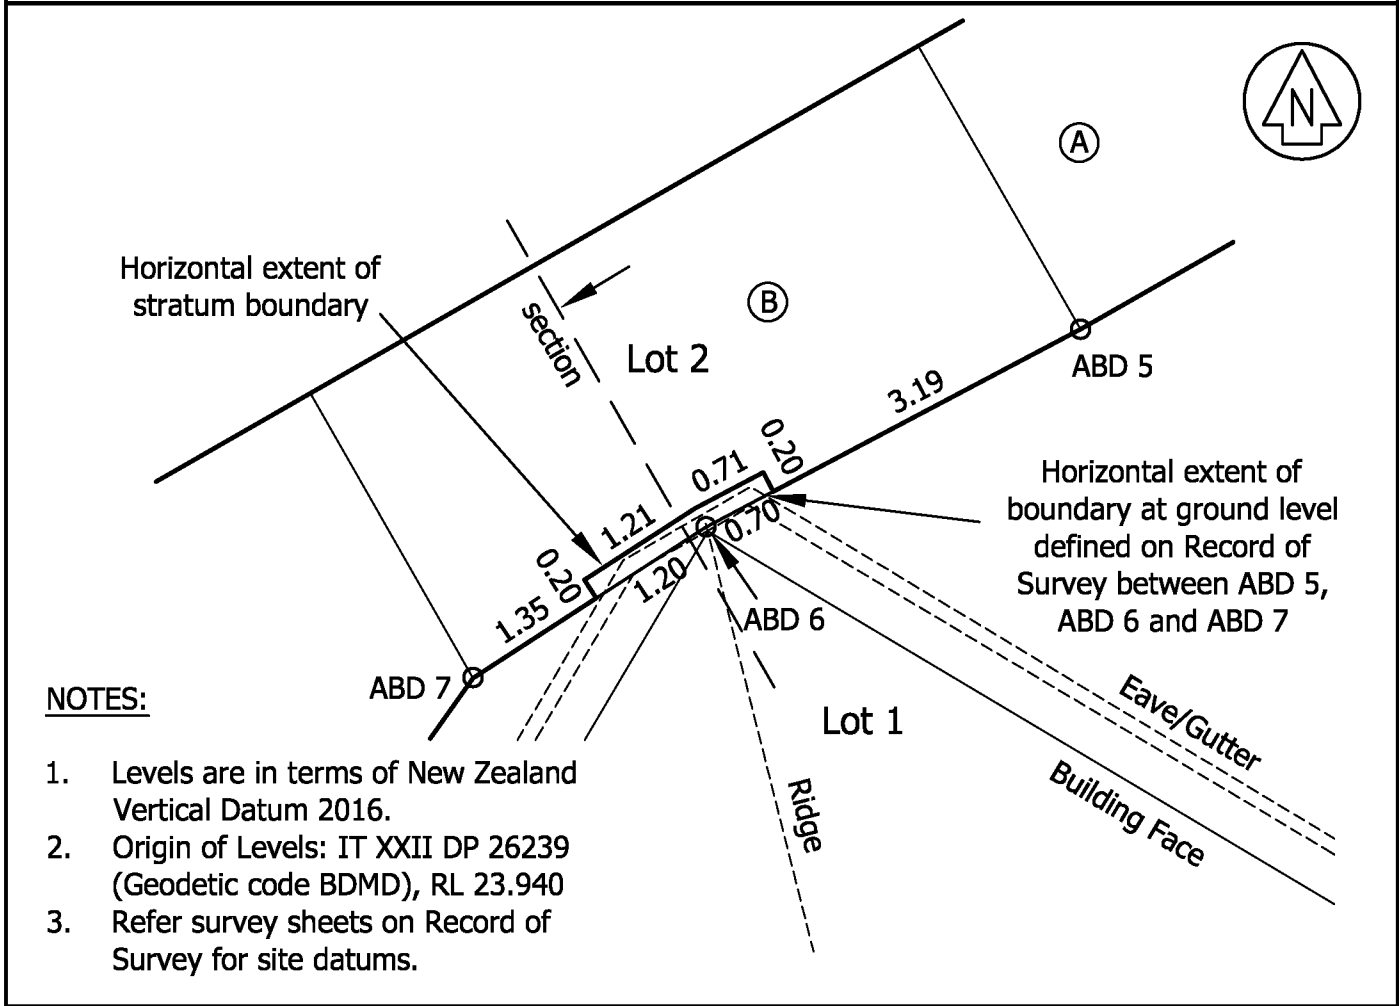 N
A
Horizontal extent of
stratum boundary
section
B
Lot 2
ABD 5
3.19
0.20
0.71
1.21
0.20
0.70
1.20
1.35
Horizontal extent of
boundary at ground level
defined on Record of
Survey between ABD 5,
ABD 6 and ABD 7
ABD 6
ABD 7
Lot 1
Eave/Gutter
Building Face
Ridge
NOTES:
1. Levels are in terms of New Zealand
Vertical Datum 2016.
2. Origin of Levels: IT XXII DP 26239
(Geodetic code BDMD), RL 23.940
3. Refer survey sheets on Record of
Survey for site datums.